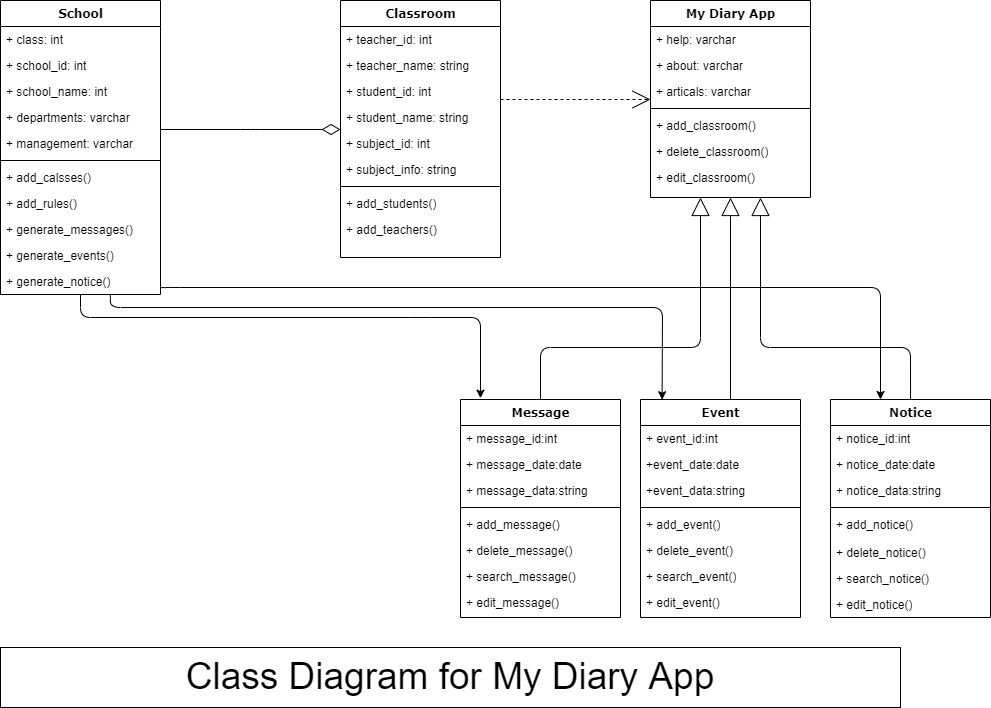 School
+ class: int
+ school_id: int
+ school_name: int
+ departments: varchar
+ management: varchar
+ add_calsses()
+ add_rules()
+ generate_messages()
+ generate_events()
+ generate_notice()
Classroom
+ teacher_id: int
+ teacher_name: string
+ student_id: int
+ student_name: string
+ subject_id: int
+ subject_info: string
+ add_students()
+ add_teachers()
My Diary App
+ help: varchar
+ about: varchar
+ articals: varchar
+ add_classroom()
+ delete_classroom()
+ edit_classroom()
Message
+ message_id:int
+ message_date:date
+ message_data:string
+ add_message()
+ delete_message()
+ search_message()
+ edit_message()
Event
+ event_id:int
+event_date:date
+event_data:string
+ add_event()
+ delete_event()
+ search_event()
+ edit_event()
Notice
+ notice_id:int
+ notice_date:date
+ notice_data:string
+ add_notice()
+ delete_notice()
+ search_notice()
+ edit_notice()
Class Diagram for My Diary App